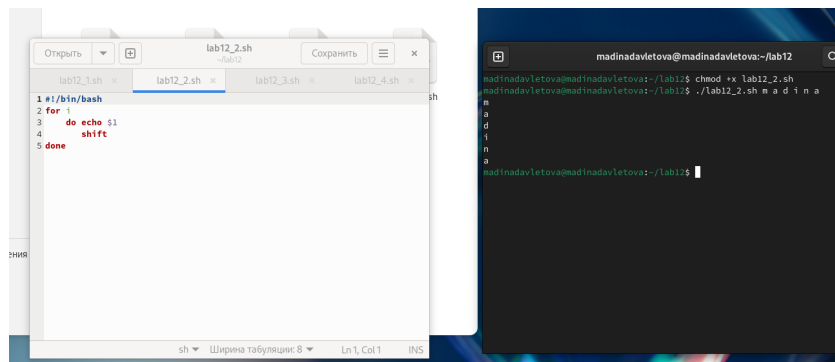 Открыть
lab12_2.sh
~/lab12
Сохранить
lab12_1.sh × lab12_2.sh × lab12_3.sh × lab12_4.sh ×
1 #!/bin/bash
2 for i
3 do echo $1
4 shift
5 done
sh Ширина табуляции: 8 Ln 1, Col 1 INS
sh
ения
madinadavletova@madinadavletova:~/lab12
madinadavletova@madinadavletova:~/lab12$ chmod +x lab12_2.sh
madinadavletova@madinadavletova:~/lab12$ ./lab12_2.sh m a d i n a
m
a
d
i
n
a
madinadavletova@madinadavletova:~/lab12$